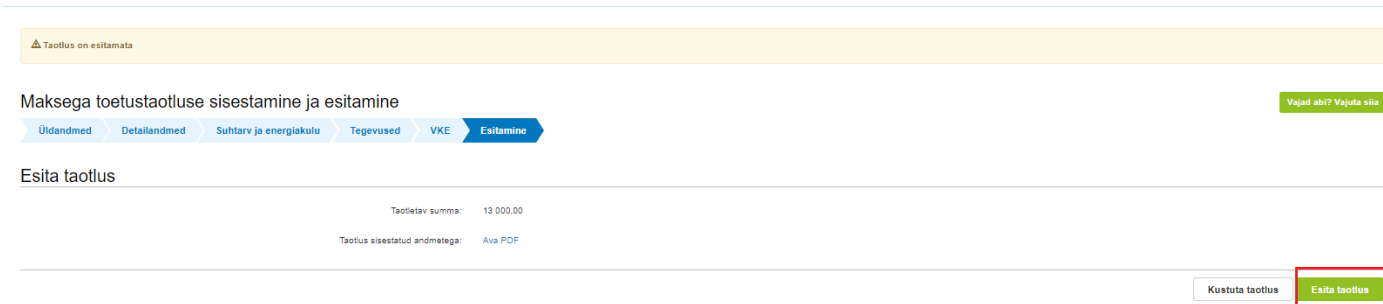 Taotlus on esitamata
Maksega toetustaotluse sisestamine ja esitamine
Vajad abi? Vajuta siia
Üldandmed Detailandmed Suhtarv ja energiakulu Tegevused VKE Esitamine
Esita taotlus
Taotletav summa: 13 000,00
Taotlus sisestatud andmetega: Ava PDF
Kustuta taotlus Esita taotlus